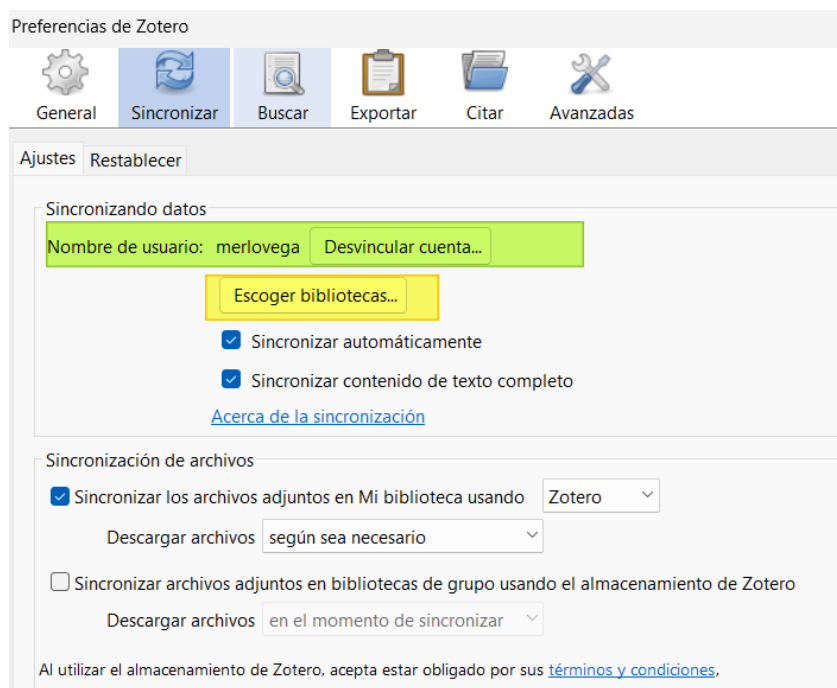 Preferencias de Zotero
General Sincronizar Buscar Exportar Citar Avanzadas
Ajustes Restablecer
Sincronizando datos
Nombre de usuario: merlovega Desvincular cuenta...
Escoger bibliotecas...
Sincronizar automáticamente
Sincronizar contenido de texto completo
Acerca de la sincronización
Sincronización de archivos
Sincronizar los archivos adjuntos en Mi biblioteca usando Zotero
Descargar archivos según sea necesario
Sincronizar archivos adjuntos en bibliotecas de grupo usando el almacenamiento de Zotero
Descargar archivos en el momento de sincronizar
Al utilizar el almacenamiento de Zotero, acepta estar obligado por sus términos y condiciones,